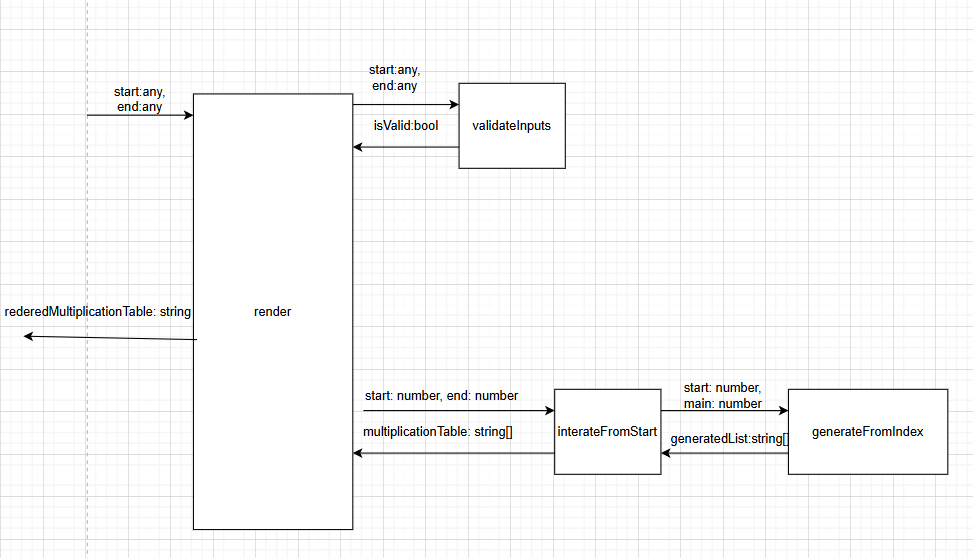 start:any,
end:any
start:any,
end:any
isValid:bool
validateInputs
rederedMultiplicationTable: string
render
start: number, end: number
multiplicationTable: string[]
interateFromStart
start: number,
main: number
generatedList:string[]
generateFromIndex